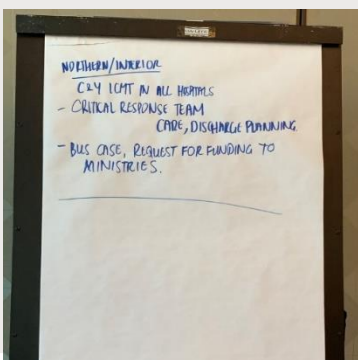 NORTHERN/INTERIOR
C&Y ICMT IN ALL HOSPITALS
- CRITICAL RESPONSE TEAM
CARE, DISCHARGE PLANNING.
- BUS CASE, REQUEST FOR FUNDING TO
MINISTRIES.